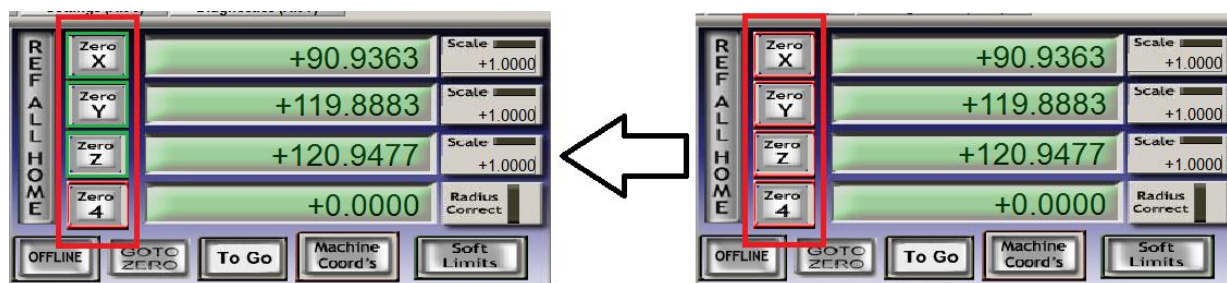 REF ALL HOME
Zero X
+90.9363
Scale
+1.0000
Zero Y
+119.8883
Scale
+1.0000
Zero Z
+120.9477
Scale
+1.0000
Zero 4
+0.0000
Radius Correct
OFFLINE
GOTO ZERO
To Go
Machine Coord's
Soft Limits
REF ALL HOME
Zero X
+90.9363
Scale
+1.0000
Zero Y
+119.8883
Scale
+1.0000
Zero Z
+120.9477
Scale
+1.0000
Zero 4
+0.0000
Radius Correct
OFFLINE
GOTO ZERO
To Go
Machine Coord's
Soft Limits